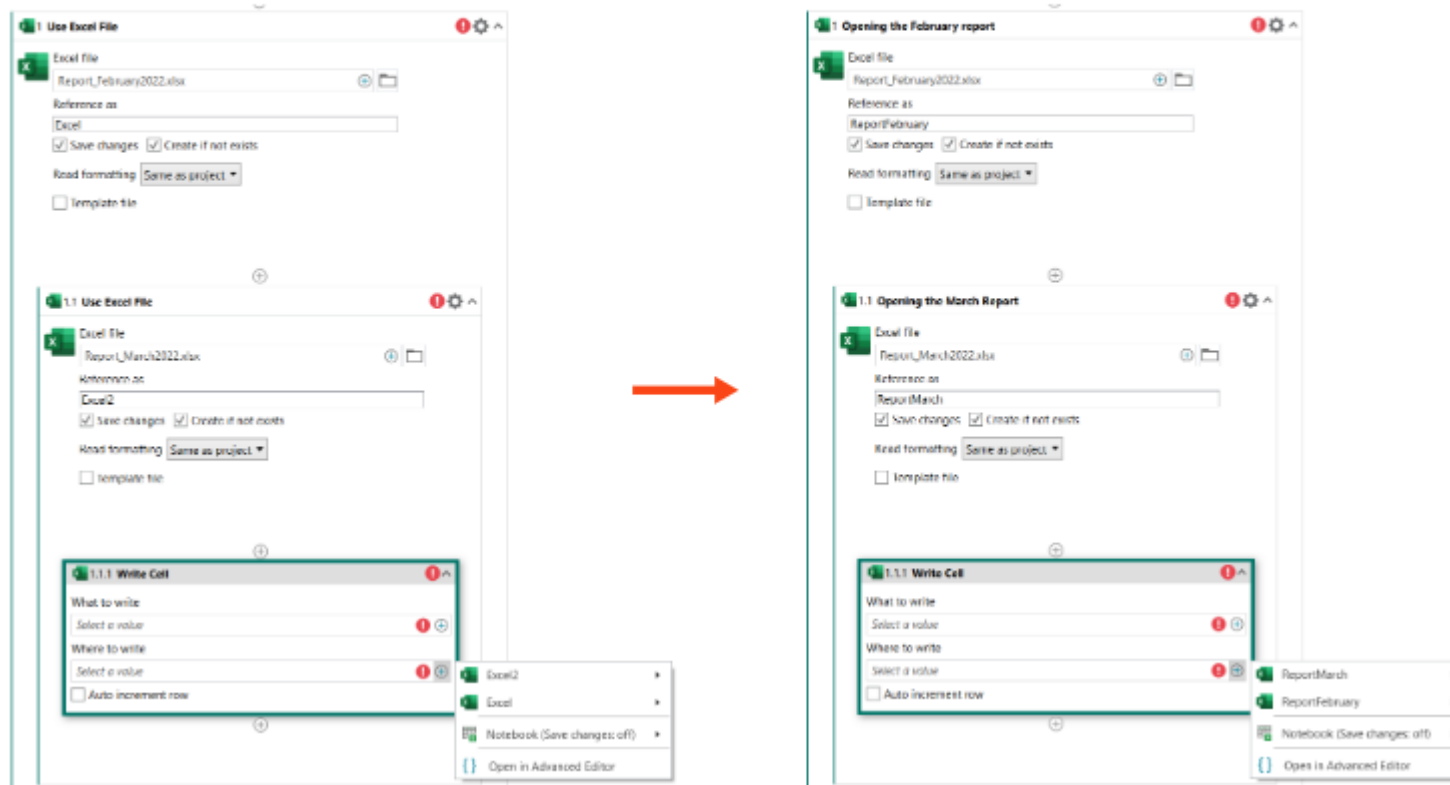 1 Use Excel File
Excel file
Report_February2022.xlsx
Reference as
Excel
Save changes Create if not exists
Read formatting Same as project
Template file
1.1 Use Excel File
Excel file
Report_March2022.xlsx
Reference as
Excel2
Save changes Create if not exists
Read formatting Same as project
Template file
1.1.1 Write Cell
What to write
Select a value
Where to write
Select a value
Auto increment row
Excel2
Excel
Notebook (Save changes: off)
Open in Advanced Editor
1 Opening the February report
Excel file
Report_February2022.xlsx
Reference as
ReportFebruary
Save changes Create if not exists
Read formatting Same as project
Template file
1.1 Opening the March Report
Excel file
Report_March2022.xlsx
Reference as
ReportMarch
Save changes Create if not exists
Read formatting Same as project
Template file
1.1.1 Write Cell
What to write
Select a value
Where to write
Select a value
Auto increment row
ReportMarch
ReportFebruary
Notebook (Save changes: off)
Open in Advanced Editor